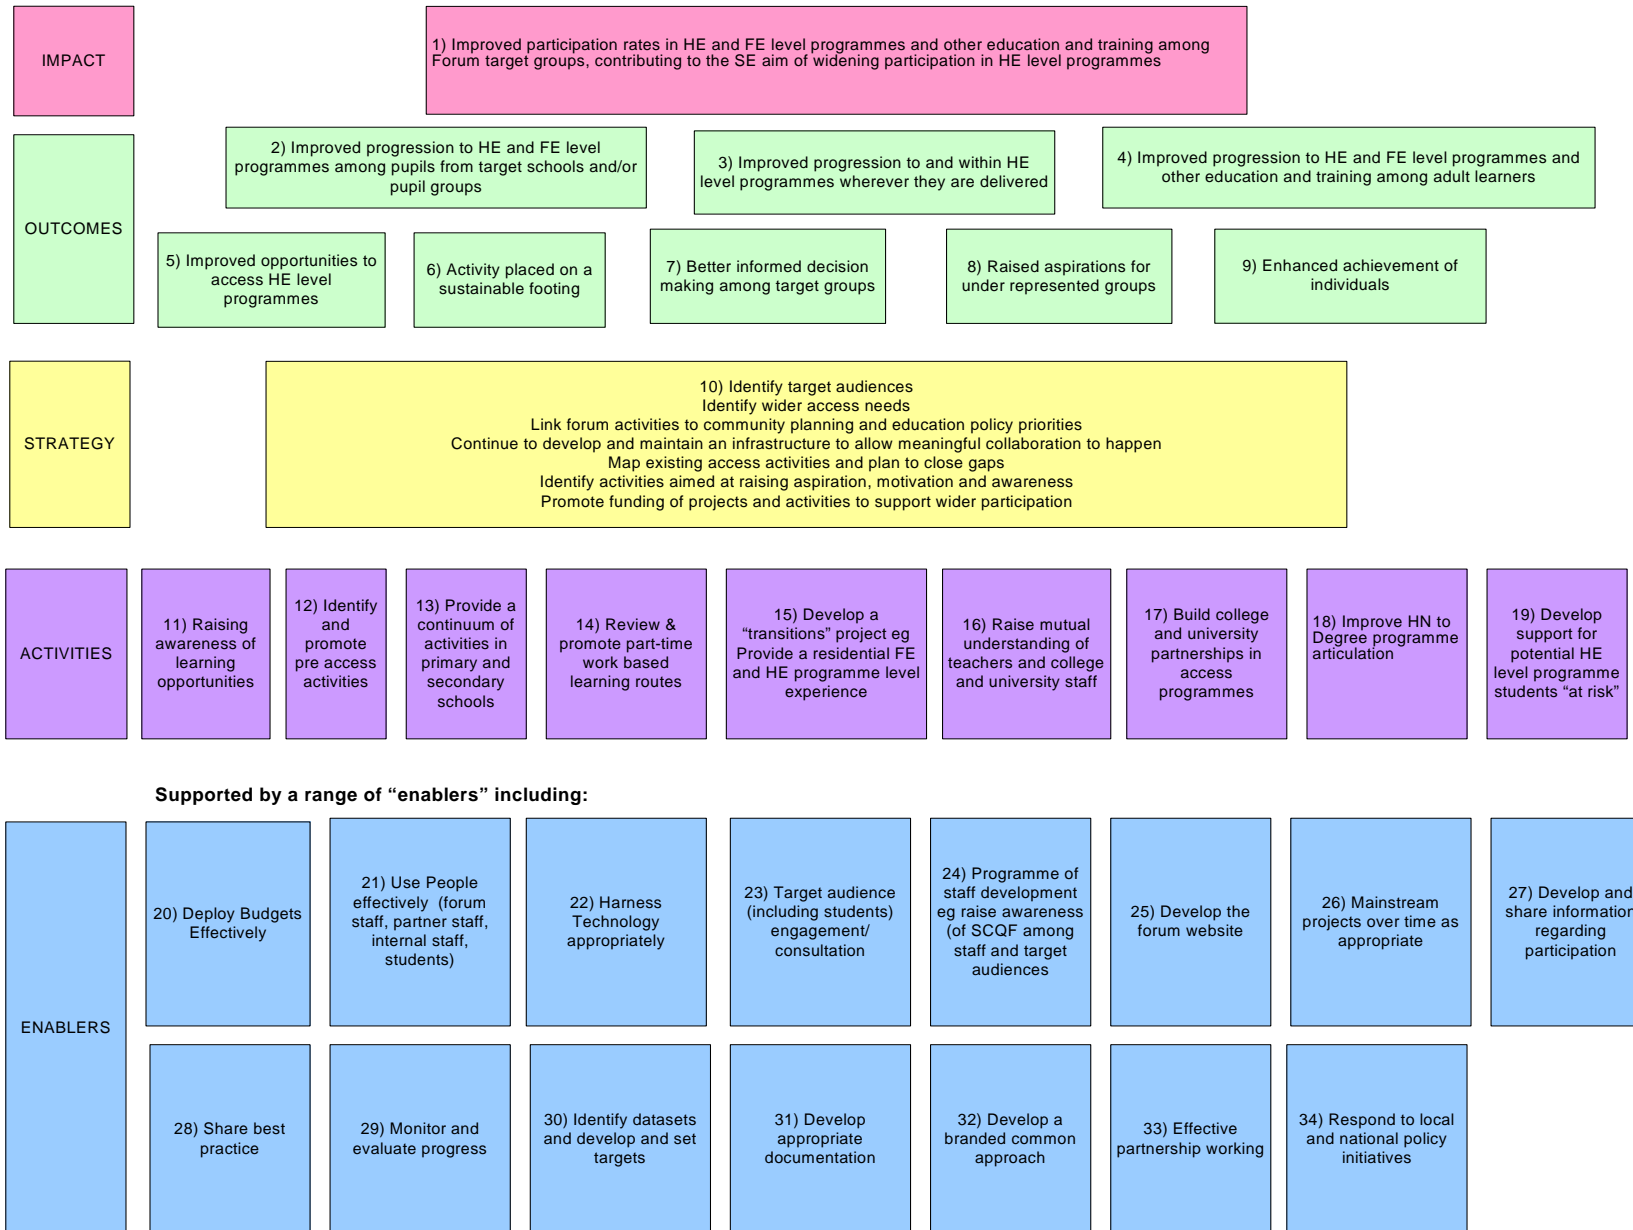 IMPACT
1) Improved participation rates in HE and FE level programmes and other education and training among
Forum target groups, contributing to the SE aim of widening participation in HE level programmes
OUTCOMES
2) Improved progression to HE and FE level
programmes among pupils from target schools and/or
pupil groups
3) Improved progression to and within HE
level programmes wherever they are delivered
4) Improved progression to HE and FE level programmes and
other education and training among adult learners
5) Improved opportunities to
access HE level
programmes
6) Activity placed on a
sustainable footing
7) Better informed decision
making among target groups
8) Raised aspirations for
under represented groups
9) Enhanced achievement of
individuals
STRATEGY
10) Identify target audiences
Identify wider access needs
Link forum activities to community planning and education policy priorities
Continue to develop and maintain an infrastructure to allow meaningful collaboration to happen
Map existing access activities and plan to close gaps
Identify activities aimed at raising aspiration, motivation and awareness
Promote funding of projects and activities to support wider participation
ACTIVITIES
11) Raising
awareness of
learning
opportunities
12) Identify
and
promote
pre access
activities
13) Provide a
continuum of
activities in
primary and
secondary
schools
14) Review &
promote part-time
work based
learning routes
15) Develop a
“transitions” project eg
Provide a residential FE
and HE programme level
experience
16) Raise mutual
understanding of
teachers and college
and university staff
17) Build college
and university
partnerships in
access
programmes
18) Improve HN to
Degree programme
articulation
19) Develop
support for
potential HE
level programme
students “at risk”
Supported by a range of “enablers” including:
ENABLERS
20) Deploy Budgets
Effectively
21) Use People
effectively (forum
staff, partner staff,
internal staff,
students)
22) Harness
Technology
appropriately
23) Target audience
(including students)
engagement/
consultation
24) Programme of
staff development
eg raise awareness
(of SCQF among
staff and target
audiences
25) Develop the
forum website
26) Mainstream
projects over time as
appropriate
27) Develop and
share information
regarding
participation
28) Share best
practice
29) Monitor and
evaluate progress
30) Identify datasets
and develop and set
targets
31) Develop
appropriate
documentation
32) Develop a
branded common
approach
33) Effective
partnership working
34) Respond to local
and national policy
initiatives